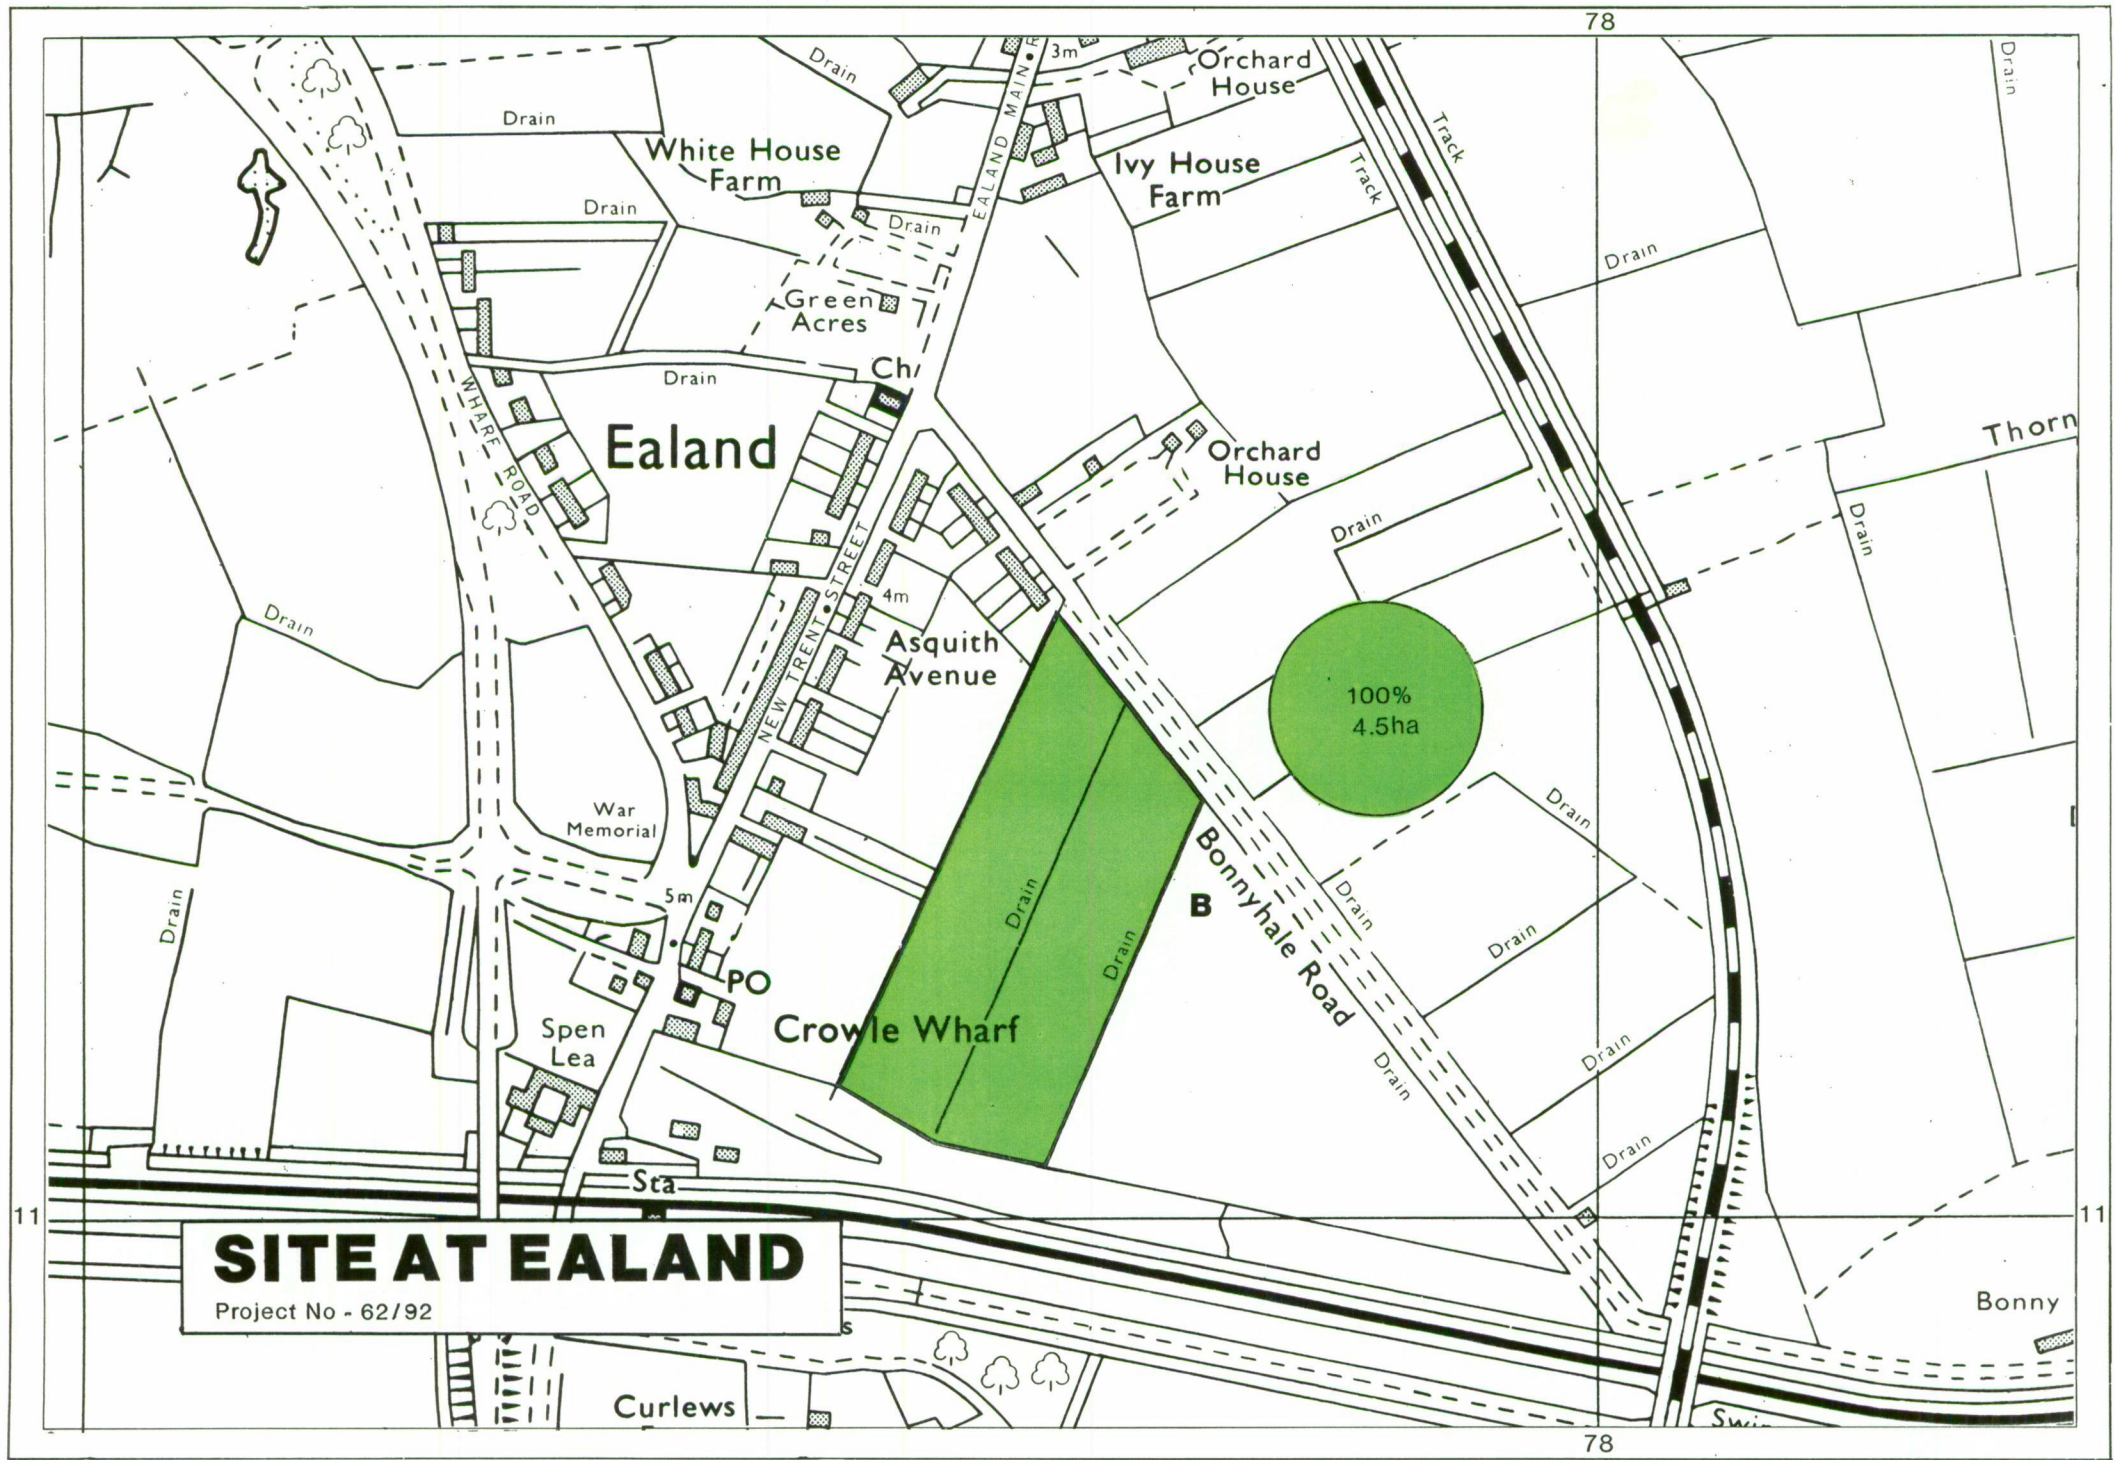 78
3m
Orchard
House
Drain
Drain
Drain
Track
White House
Farm
EALAND MAIN R
Ivy House
Farm
Track
Drain
Drain
Drain
Green
Acres
Ch
Drain
WHARF ROAD
Ealand
Thorn
Orchard
House
Drain
Drain
NEW TRENT STREET
4m
Asquith
Avenue
Drain
100%
4.5ha
War
Memorial
Drain
Bonnyhale Road
B
5m
Drain
Drain
Drain
Drain
Drain
PO
Crowle Wharf
Spen
Lea
Drain
Drain
Drain
Sta
11
11
SITE AT EALAND
Project No - 62/92
s
Bonny
Curlews
78